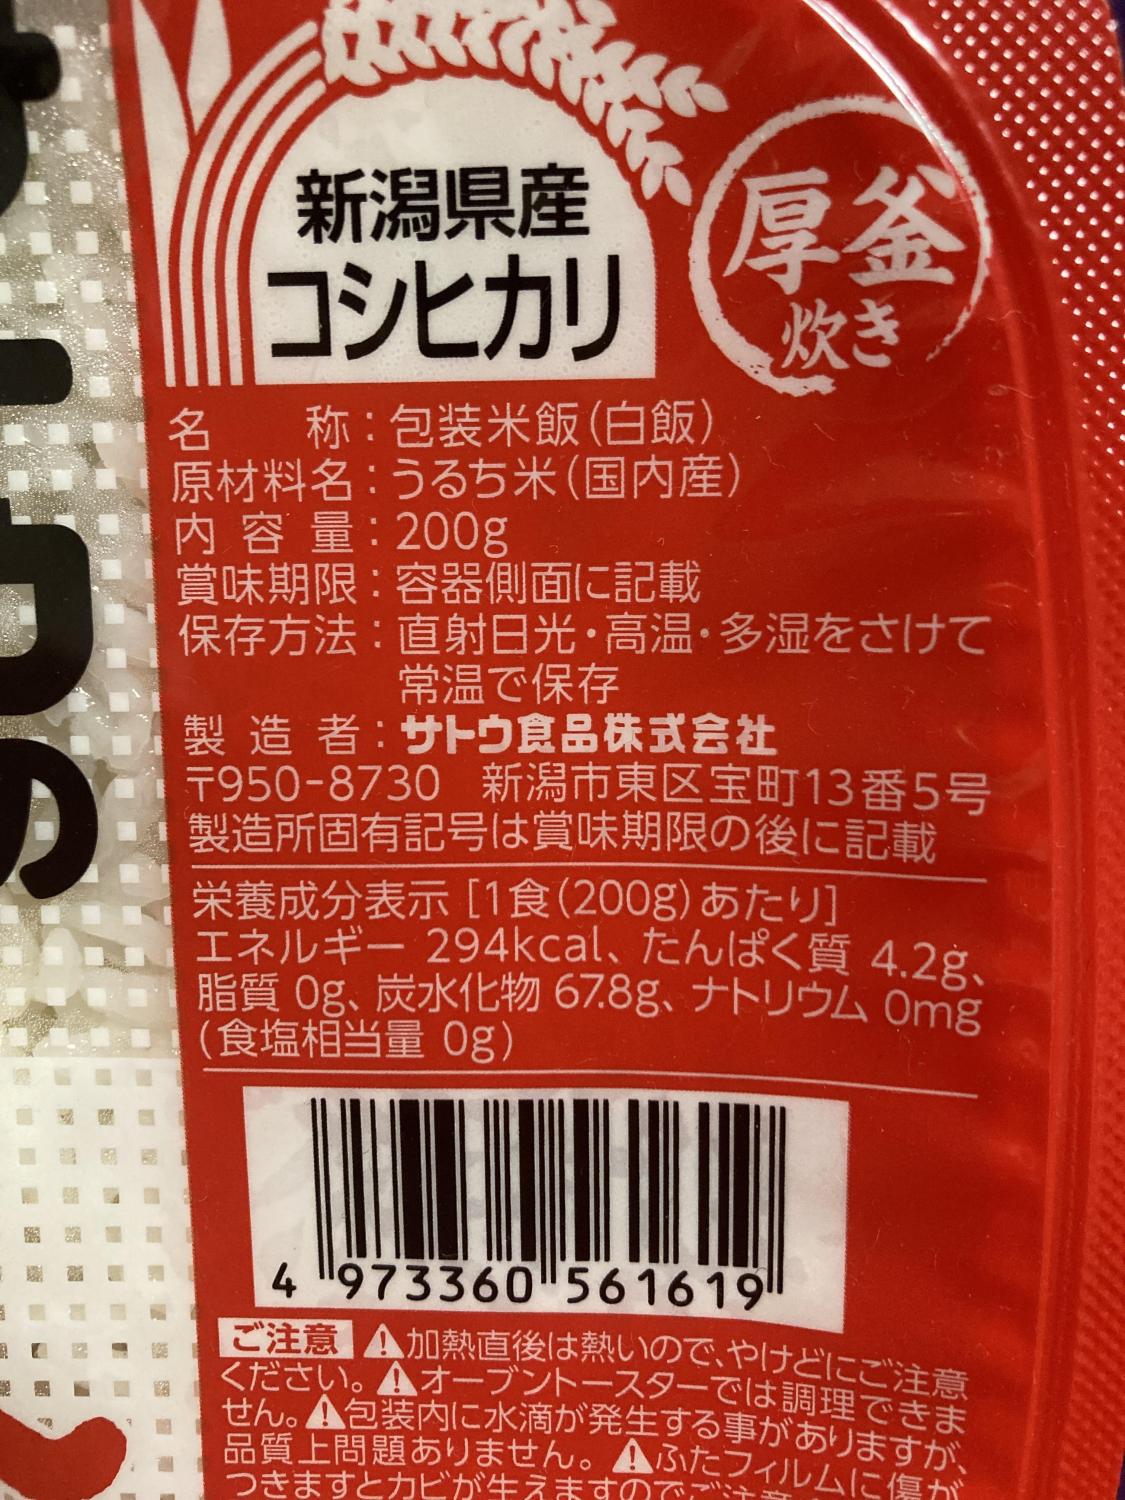 新潟県産
コシヒカリ
厚釜
炊き
名称：包装米飯（白飯）
原材料名：うるち米（国内産）
内容量：200g
賞味期限：容器側面に記載
保存方法：直射日光・高温・多湿をさけて
常温で保存
製造者：サトウ食品株式会社
〒950-8730 新潟市東区宝町13番5号
製造所固有記号は賞味期限の後に記載
栄養成分表示［1食（200g）あたり］
エネルギー 294kcal、たんぱく質 4.2g、
脂質 0g、炭水化物 67.8g、ナトリウム 0mg
（食塩相当量 0g）
4 973360 561619
ご注意 ⚠加熱直後は熱いので、やけどにご注意
ください。⚠オーブントースターでは調理できま
せん。⚠包装内に水滴が発生する事がありますが、
品質上問題ありません。⚠ふたフィルムに傷が
つきますとカビが生えますのでご注意